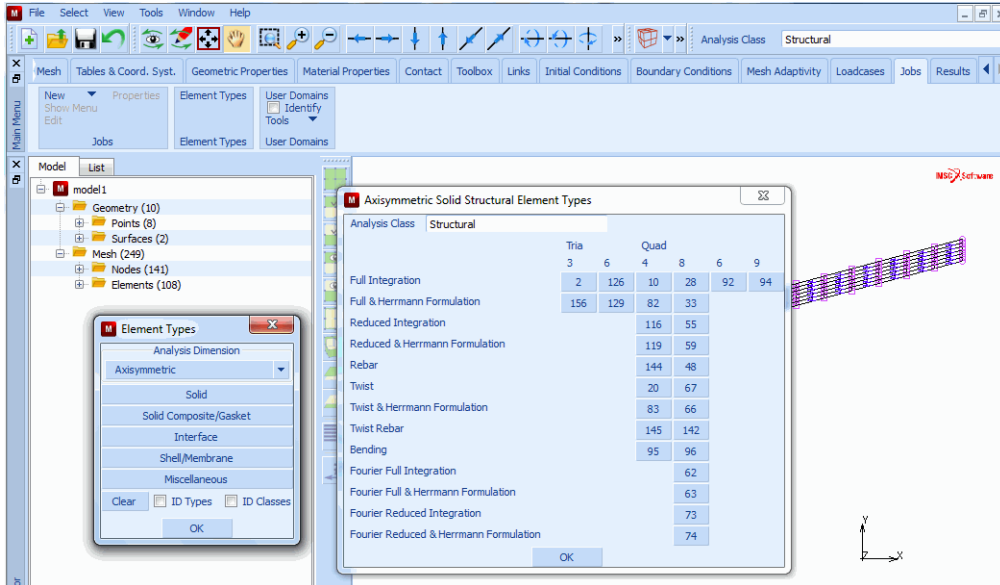 File Select View Tools Window Help
» » Analysis Class Structural
Mesh Tables & Coord. Syst. Geometric Properties Material Properties Contact Toolbox Links Initial Conditions Boundary Conditions Mesh Adaptivity Loadcases Jobs Results
New Properties Element Types User Domains
Show Menu Identify
Edit Tools
Jobs Element Types User Domains
Main Menu
Model List
model1
Geometry (10)
Points (8)
Surfaces (2)
Mesh (249)
Nodes (141)
Elements (108)
MSC Software
Element Types
Analysis Dimension
Axisymmetric
Solid
Solid Composite/Gasket
Interface
Shell/Membrane
Miscellaneous
Clear ID Types ID Classes
OK
Axisymmetric Solid Structural Element Types
Analysis Class Structural
Tria Quad
3 6 4 8 6 9
Full Integration 2 126 10 28 92 94
Full & Herrmann Formulation 156 129 82 33
Reduced Integration 116 55
Reduced & Herrmann Formulation 119 59
Rebar 144 48
Twist 20 67
Twist & Herrmann Formulation 83 66
Twist Rebar 145 142
Bending 95 96
Fourier Full Integration 62
Fourier Full & Herrmann Formulation 63
Fourier Reduced Integration 73
Fourier Reduced & Herrmann Formulation 74
OK
Y
Z X